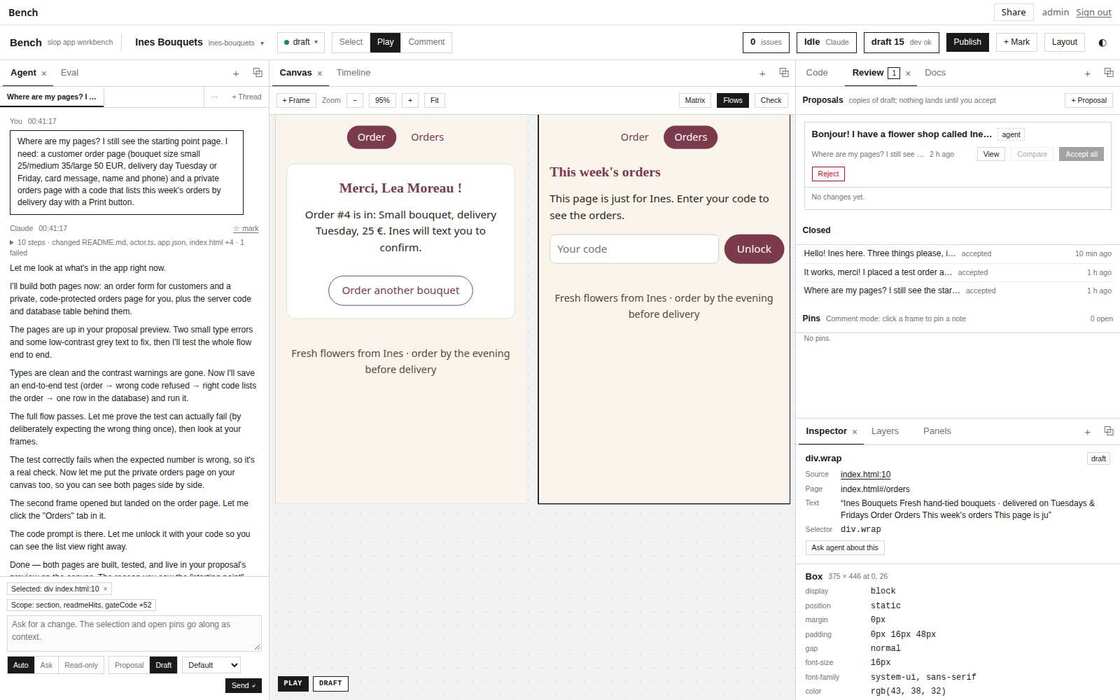 Bench
Share admin Sign out
Bench slop app workbench Ines Bouquets ines-bouquets draft Select Play Comment 0 issues Idle Claude draft 15 dev ok Publish + Mark Layout
Agent × Eval +
Canvas × Timeline +
Code Review 1 × Docs +
Where are my pages? I … ··· + Thread
+ Frame Zoom − 95% + Fit Matrix Flows Check
Proposals copies of draft; nothing lands until you accept + Proposal
You 00:41:17
Where are my pages? I still see the starting point page. I
need: a customer order page (bouquet size small
25/medium 35/large 50 EUR, delivery day Tuesday or
Friday, card message, name and phone) and a private
orders page with a code that lists this week's orders by
delivery day with a Print button.
Claude 00:41:17 ☆ mark
10 steps · changed README.md, actor.ts, app.json, index.html +4 · 1
failed
Let me look at what's in the app right now.
I'll build both pages now: an order form for customers and a
private, code-protected orders page for you, plus the server code
and database table behind them.
The pages are up in your proposal preview. Two small type errors
and some low-contrast grey text to fix, then I'll test the whole flow
end to end.
Types are clean and the contrast warnings are gone. Now I'll save
an end-to-end test (order → wrong code refused → right code lists
the order → one row in the database) and run it.
The full flow passes. Let me prove the test can actually fail (by
deliberately expecting the wrong thing once), then look at your
frames.
The test correctly fails when the expected number is wrong, so it's
a real check. Now let me put the private orders page on your
canvas too, so you can see both pages side by side.
The second frame opened but landed on the order page. Let me
click the "Orders" tab in it.
The code prompt is there. Let me unlock it with your code so you
can see the list view right away.
Done — both pages are built, tested, and live in your proposal's
Selected: div index.html:10 ×
Scope: section, readmeHits, gateCode +52
Ask for a change. The selection and open pins go along as
context.
Auto Ask Read-only Proposal Draft Default
Send
Order Orders
Merci, Lea Moreau !
Order #4 is in: Small bouquet, delivery
Tuesday, 25 €. Ines will text you to
confirm.
Order another bouquet
Fresh flowers from Ines · order by the evening
before delivery
Order Orders
This week's orders
This page is just for Ines. Enter your code to
see the orders.
Your code Unlock
Fresh flowers from Ines · order by the evening
before delivery
PLAY DRAFT
Bonjour! I have a flower shop called Ine… agent
Where are my pages? I still see … 2 h ago View Compare Accept all
Reject
No changes yet.
Closed
Hello! Ines here. Three things please, i… accepted 10 min ago
It works, merci! I placed a test order a… accepted 1 h ago
Where are my pages? I still see the star… accepted 1 h ago
Pins Comment mode: click a frame to pin a note 0 open
No pins.
Inspector × Layers Panels +
div.wrap draft
Source index.html:10
Page index.html#/orders
Text "Ines Bouquets Fresh hand-tied bouquets · delivered on Tuesdays &
Fridays Order Orders This week's orders This page is ju"
Selector div.wrap
Ask agent about this
Box 375 × 446 at 0, 26
display block
position static
margin 0px
padding 0px 16px 48px
gap normal
font-size 16px
font-family system-ui, sans-serif
color rgb(43, 38, 32)